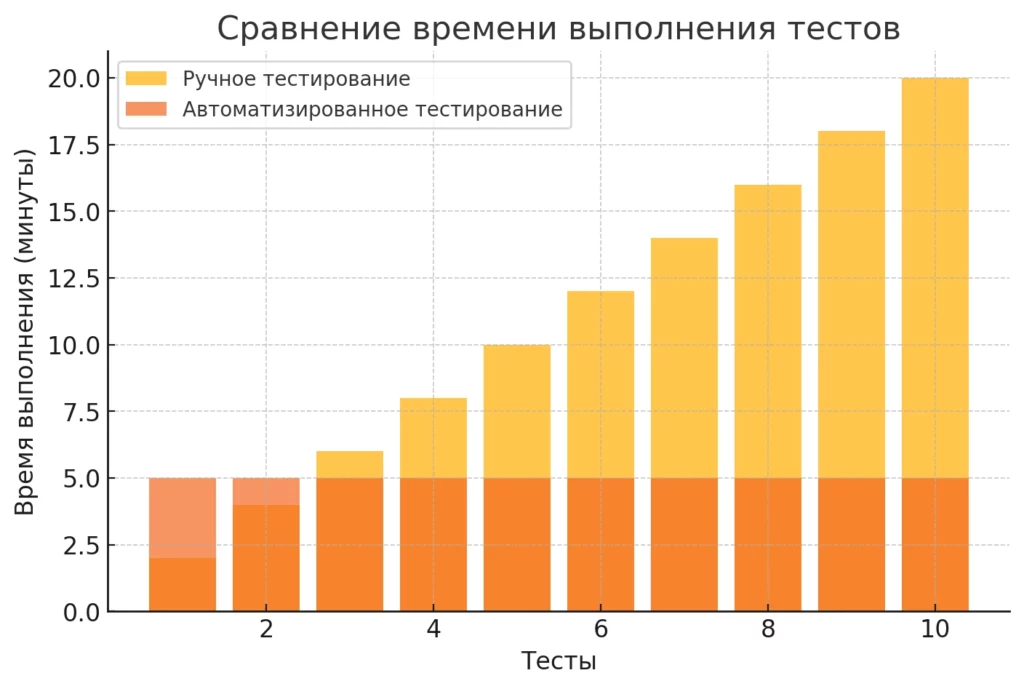 Сравнение времени выполнения тестов
Ручное тестирование
Автоматизированное тестирование
Время выполнения (минуты)
20.0
17.5
15.0
12.5
10.0
7.5
5.0
2.5
0.0
2 4 6 8 10
Тесты